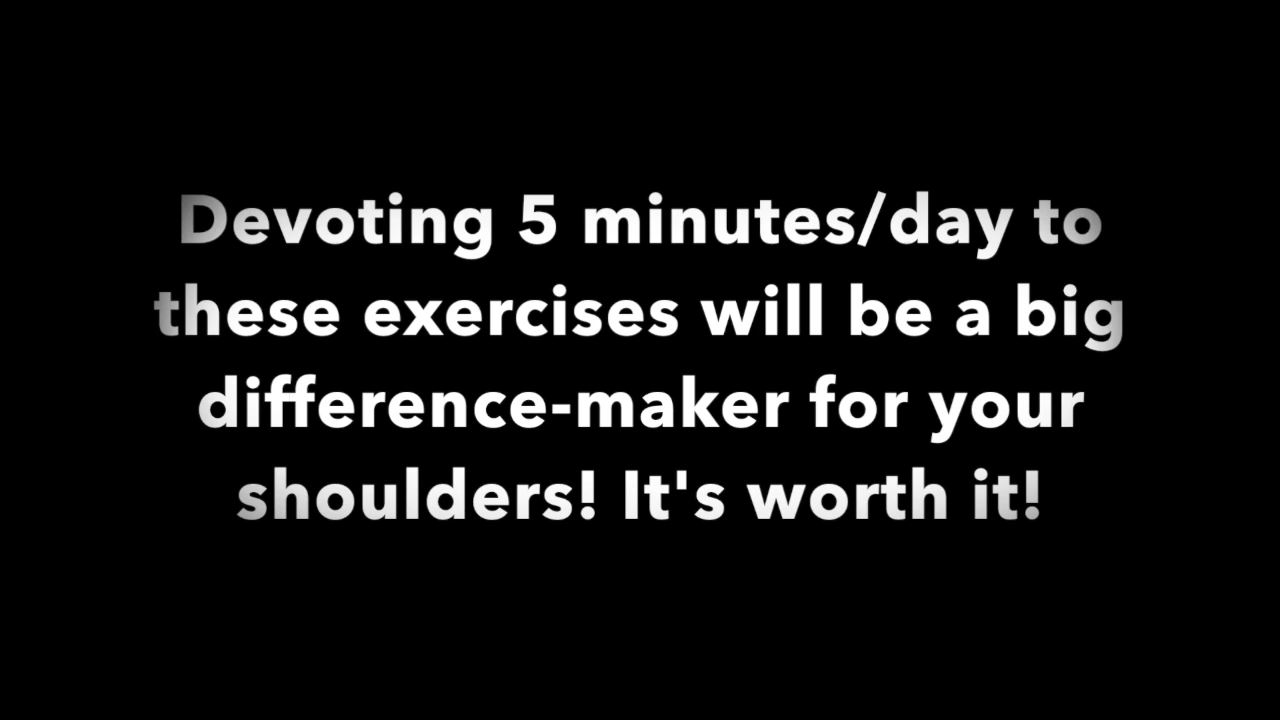 Devoting 5 minutes/day to
these exercises will be a big
difference-maker for your
shoulders! It's worth it!